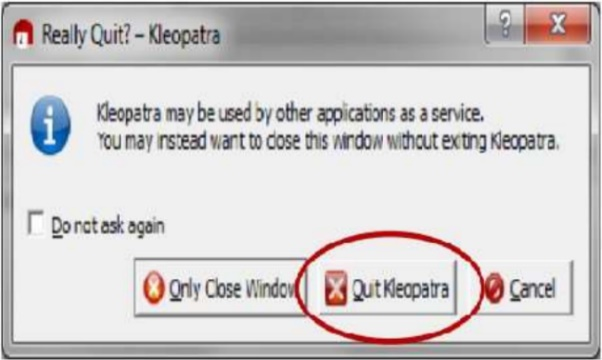 Really Quit? – Kleopatra
Kleopatra may be used by other applications as a service.
You may instead want to close this window without exiting Kleopatra.
Do not ask again
Only Close Window
Quit Kleopatra
Cancel